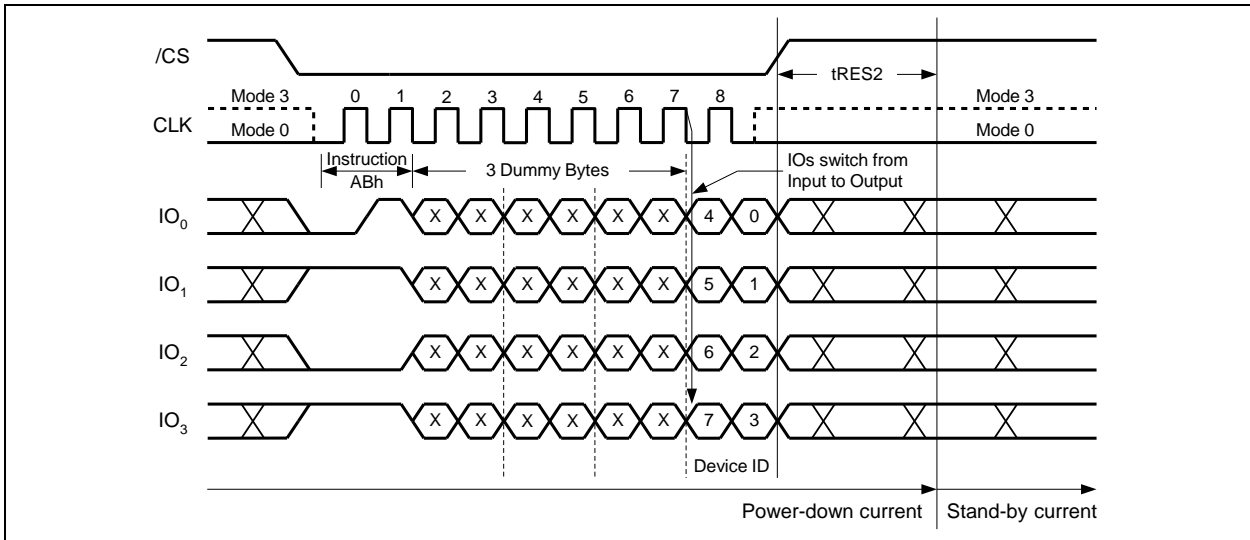 /CS
tRES2
Mode 3 0 1 2 3 4 5 6 7 8 Mode 3
CLK
Mode 0 Mode 0
Instruction
ABh
3 Dummy Bytes
IOs switch from
Input to Output
IO0 X X X X X X 4 0
IO1 X X X X X X 5 1
IO2 X X X X X X 6 2
IO3 X X X X X X 7 3
Device ID
Power-down current Stand-by current